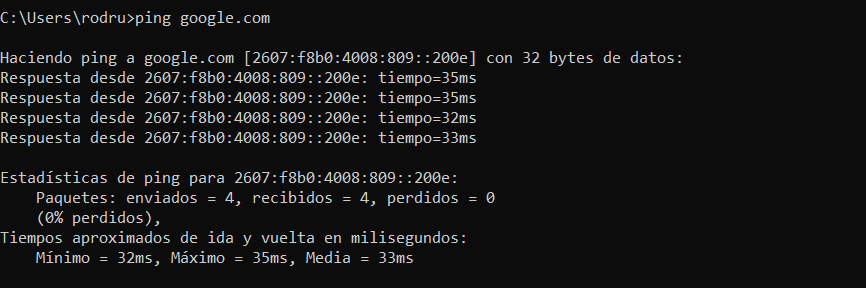 C:\Users\rodru>ping google.com
Haciendo ping a google.com [2607:f8b0:4008:809::200e] con 32 bytes de datos:
Respuesta desde 2607:f8b0:4008:809::200e: tiempo=35ms
Respuesta desde 2607:f8b0:4008:809::200e: tiempo=35ms
Respuesta desde 2607:f8b0:4008:809::200e: tiempo=32ms
Respuesta desde 2607:f8b0:4008:809::200e: tiempo=33ms
Estadísticas de ping para 2607:f8b0:4008:809::200e:
Paquetes: enviados = 4, recibidos = 4, perdidos = 0
(0% perdidos),
Tiempos aproximados de ida y vuelta en milisegundos:
Mínimo = 32ms, Máximo = 35ms, Media = 33ms